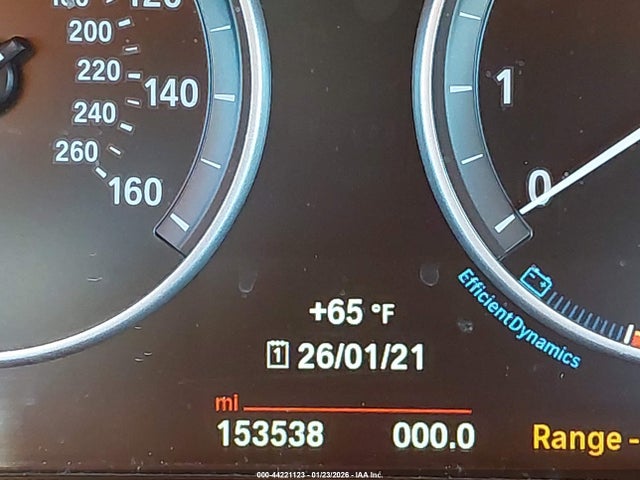 120
200
220
140
240
260
160
1
0
EfficientDynamics
+65 °F
1 26/01/21
mi
153538 000.0 Range -
000-44221123 - 01/23/2026 - IAA Inc.